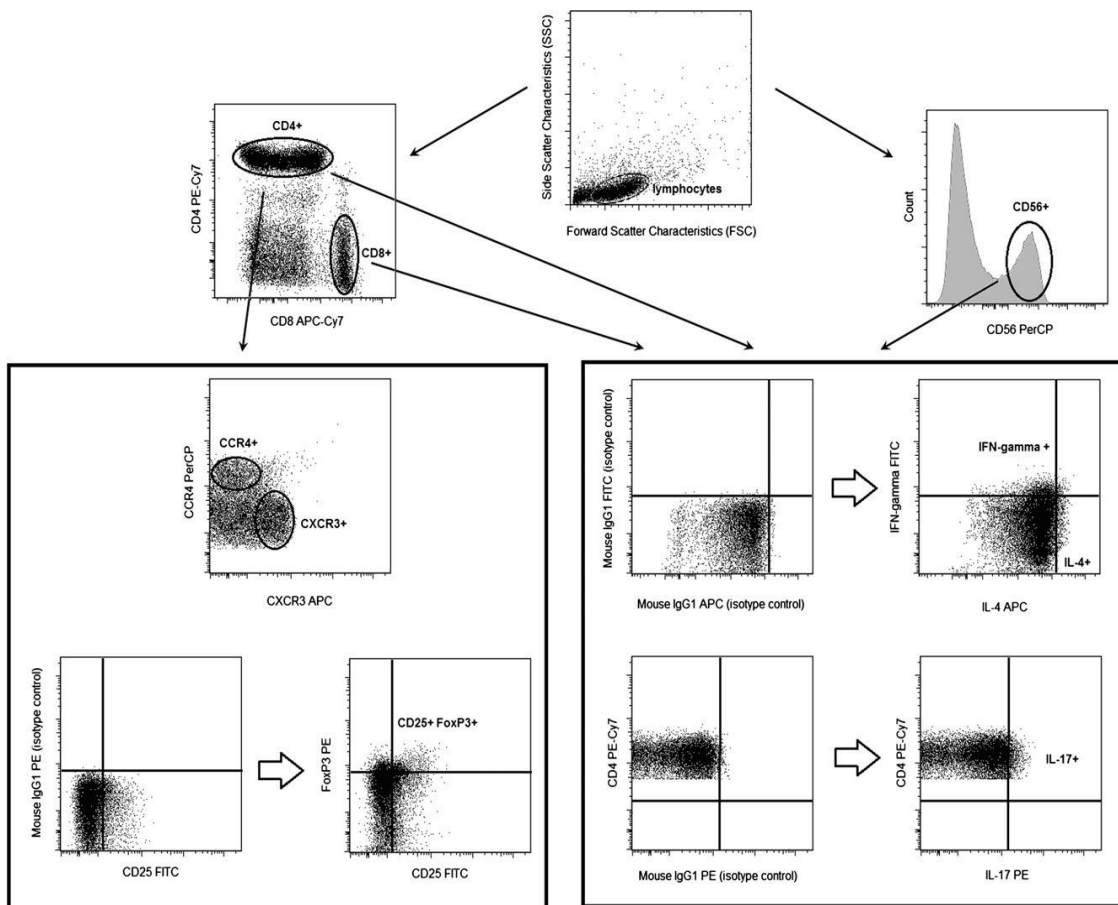 Side Scatter Characteristics (SSC)
lymphocytes
Forward Scatter Characteristics (FSC)
CD4 PE-Cy7
CD4+
CD8+
CD8 APC-Cy7
Count
CD56+
CD56 PerCP
CCR4 PerCP
CCR4+
CXCR3+
CXCR3 APC
Mouse IgG1 PE (isotype control)
CD25 FITC
FoxP3 PE
CD25+ FoxP3+
CD25 FITC
Mouse IgG1 FITC (isotype control)
Mouse IgG1 APC (isotype control)
IFN-gamma FITC
IFN-gamma +
IL-4+
IL-4 APC
CD4 PE-Cy7
Mouse IgG1 PE (isotype control)
CD4 PE-Cy7
IL-17+
IL-17 PE